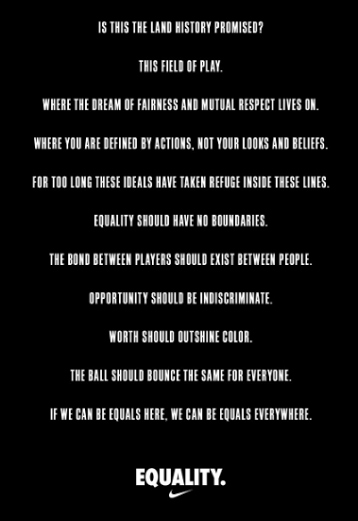 IS THIS THE LAND HISTORY PROMISED?
THIS FIELD OF PLAY.
WHERE THE DREAM OF FAIRNESS AND MUTUAL RESPECT LIVES ON.
WHERE YOU ARE DEFINED BY ACTIONS, NOT YOUR LOOKS AND BELIEFS.
FOR TOO LONG THESE IDEALS HAVE TAKEN REFUGE INSIDE THESE LINES.
EQUALITY SHOULD HAVE NO BOUNDARIES.
THE BOND BETWEEN PLAYERS SHOULD EXIST BETWEEN PEOPLE.
OPPORTUNITY SHOULD BE INDISCRIMINATE.
WORTH SHOULD OUTSHINE COLOR.
THE BALL SHOULD BOUNCE THE SAME FOR EVERYONE.
IF WE CAN BE EQUALS HERE, WE CAN BE EQUALS EVERYWHERE.
EQUALITY.